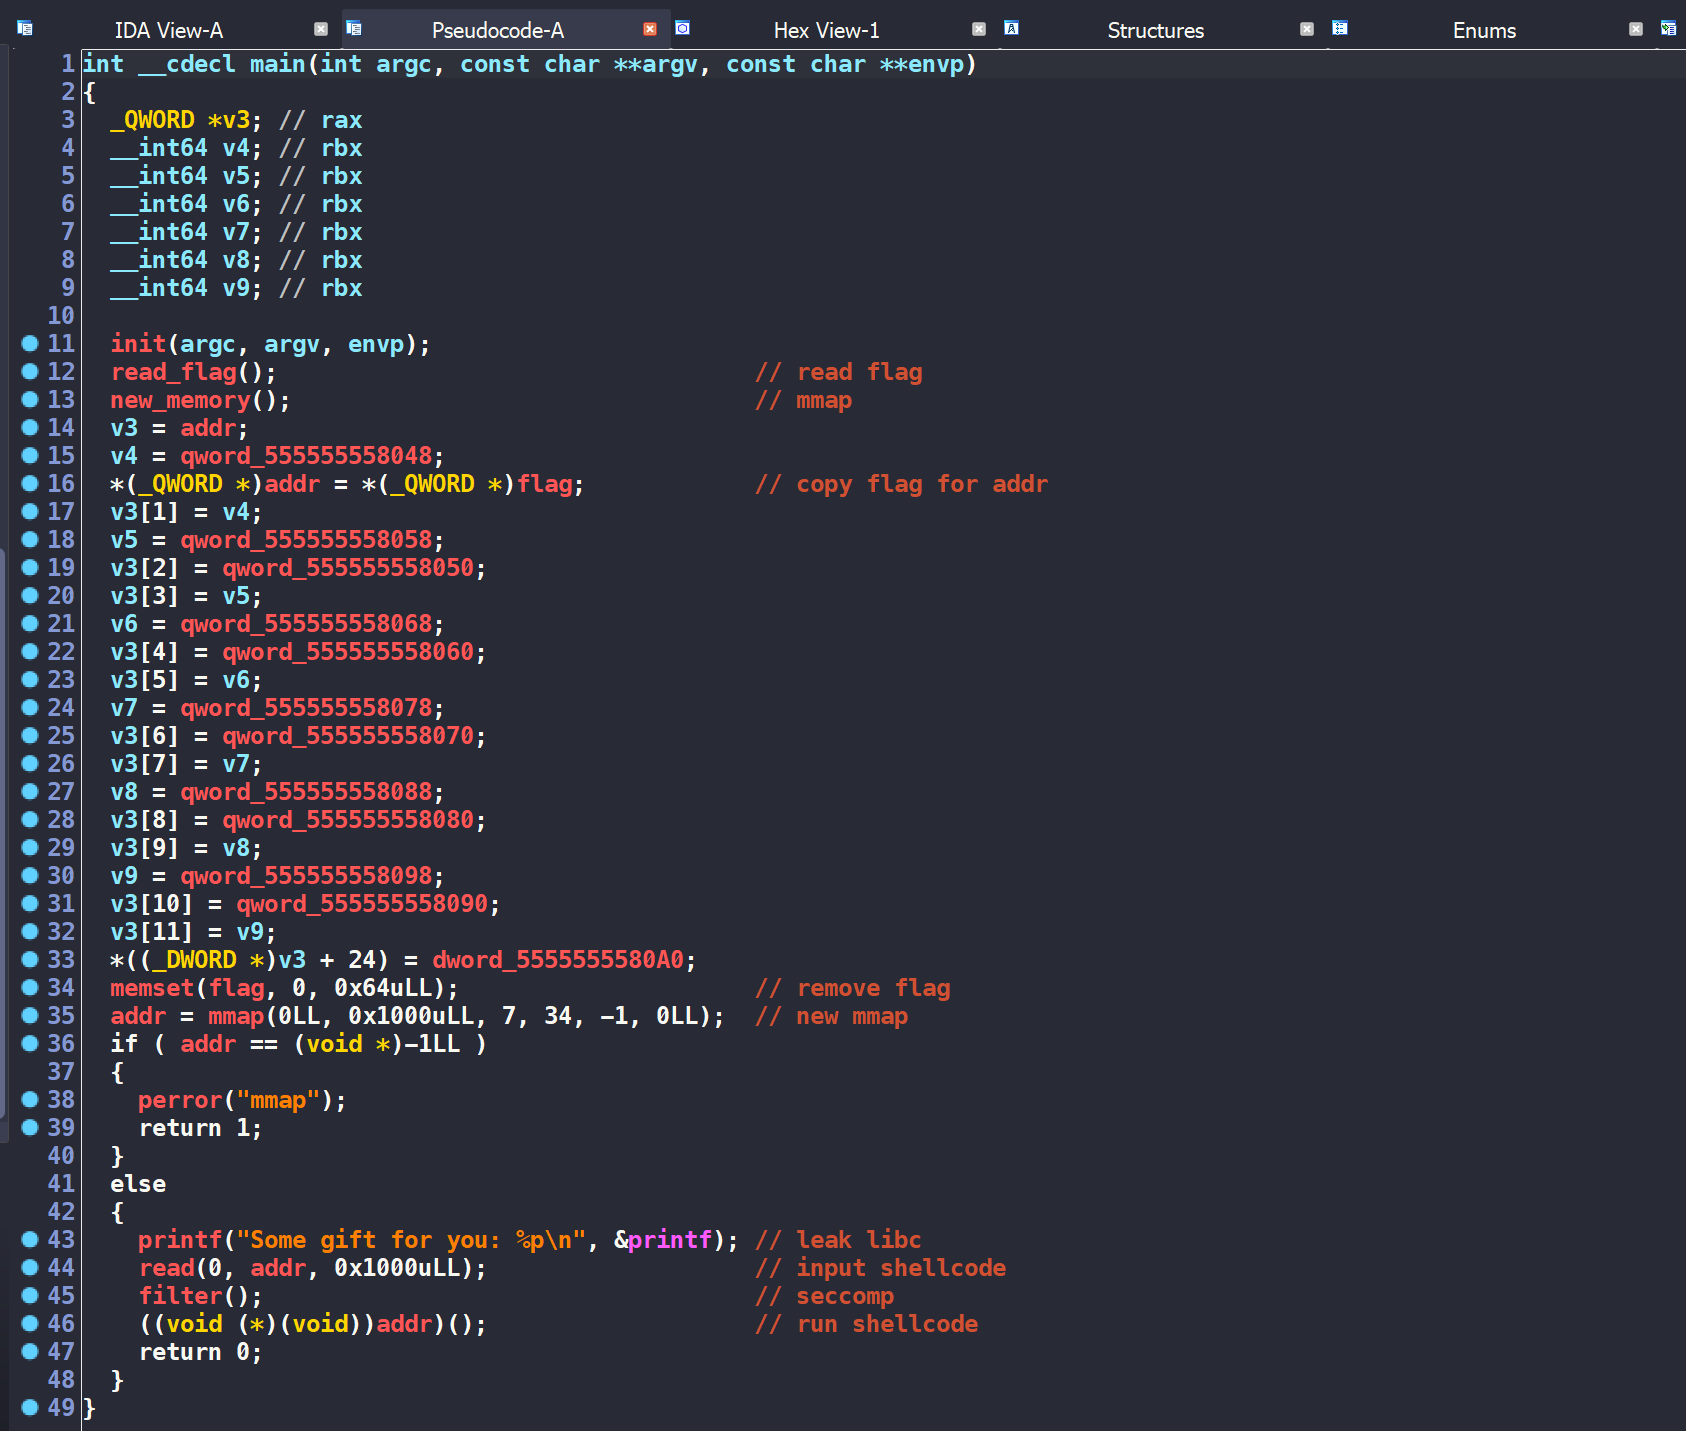 IDA View-A Pseudocode-A Hex View-1 Structures Enums
1 int __cdecl main(int argc, const char **argv, const char **envp)
2 {
3   _QWORD *v3; // rax
4   __int64 v4; // rbx
5   __int64 v5; // rbx
6   __int64 v6; // rbx
7   __int64 v7; // rbx
8   __int64 v8; // rbx
9   __int64 v9; // rbx
10
11   init(argc, argv, envp);
12   read_flag();                                  // read flag
13   new_memory();                                 // mmap
14   v3 = addr;
15   v4 = qword_555555558048;
16   *(_QWORD *)addr = *(_QWORD *)flag;            // copy flag for addr
17   v3[1] = v4;
18   v5 = qword_555555558058;
19   v3[2] = qword_555555558050;
20   v3[3] = v5;
21   v6 = qword_555555558068;
22   v3[4] = qword_555555558060;
23   v3[5] = v6;
24   v7 = qword_555555558078;
25   v3[6] = qword_555555558070;
26   v3[7] = v7;
27   v8 = qword_555555558088;
28   v3[8] = qword_555555558080;
29   v3[9] = v8;
30   v9 = qword_555555558098;
31   v3[10] = qword_555555558090;
32   v3[11] = v9;
33   *((_DWORD *)v3 + 24) = dword_5555555580A0;
34   memset(flag, 0, 0x64uLL);                     // remove flag
35   addr = mmap(0LL, 0x1000uLL, 7, 34, -1, 0LL);  // new mmap
36   if ( addr == (void *)-1LL )
37   {
38     perror("mmap");
39     return 1;
40   }
41   else
42   {
43     printf("Some gift for you: %p\n", &printf); // leak libc
44     read(0, addr, 0x1000uLL);                   // input shellcode
45     filter();                                   // seccomp
46     ((void (*)(void))addr)();                   // run shellcode
47     return 0;
48   }
49 }